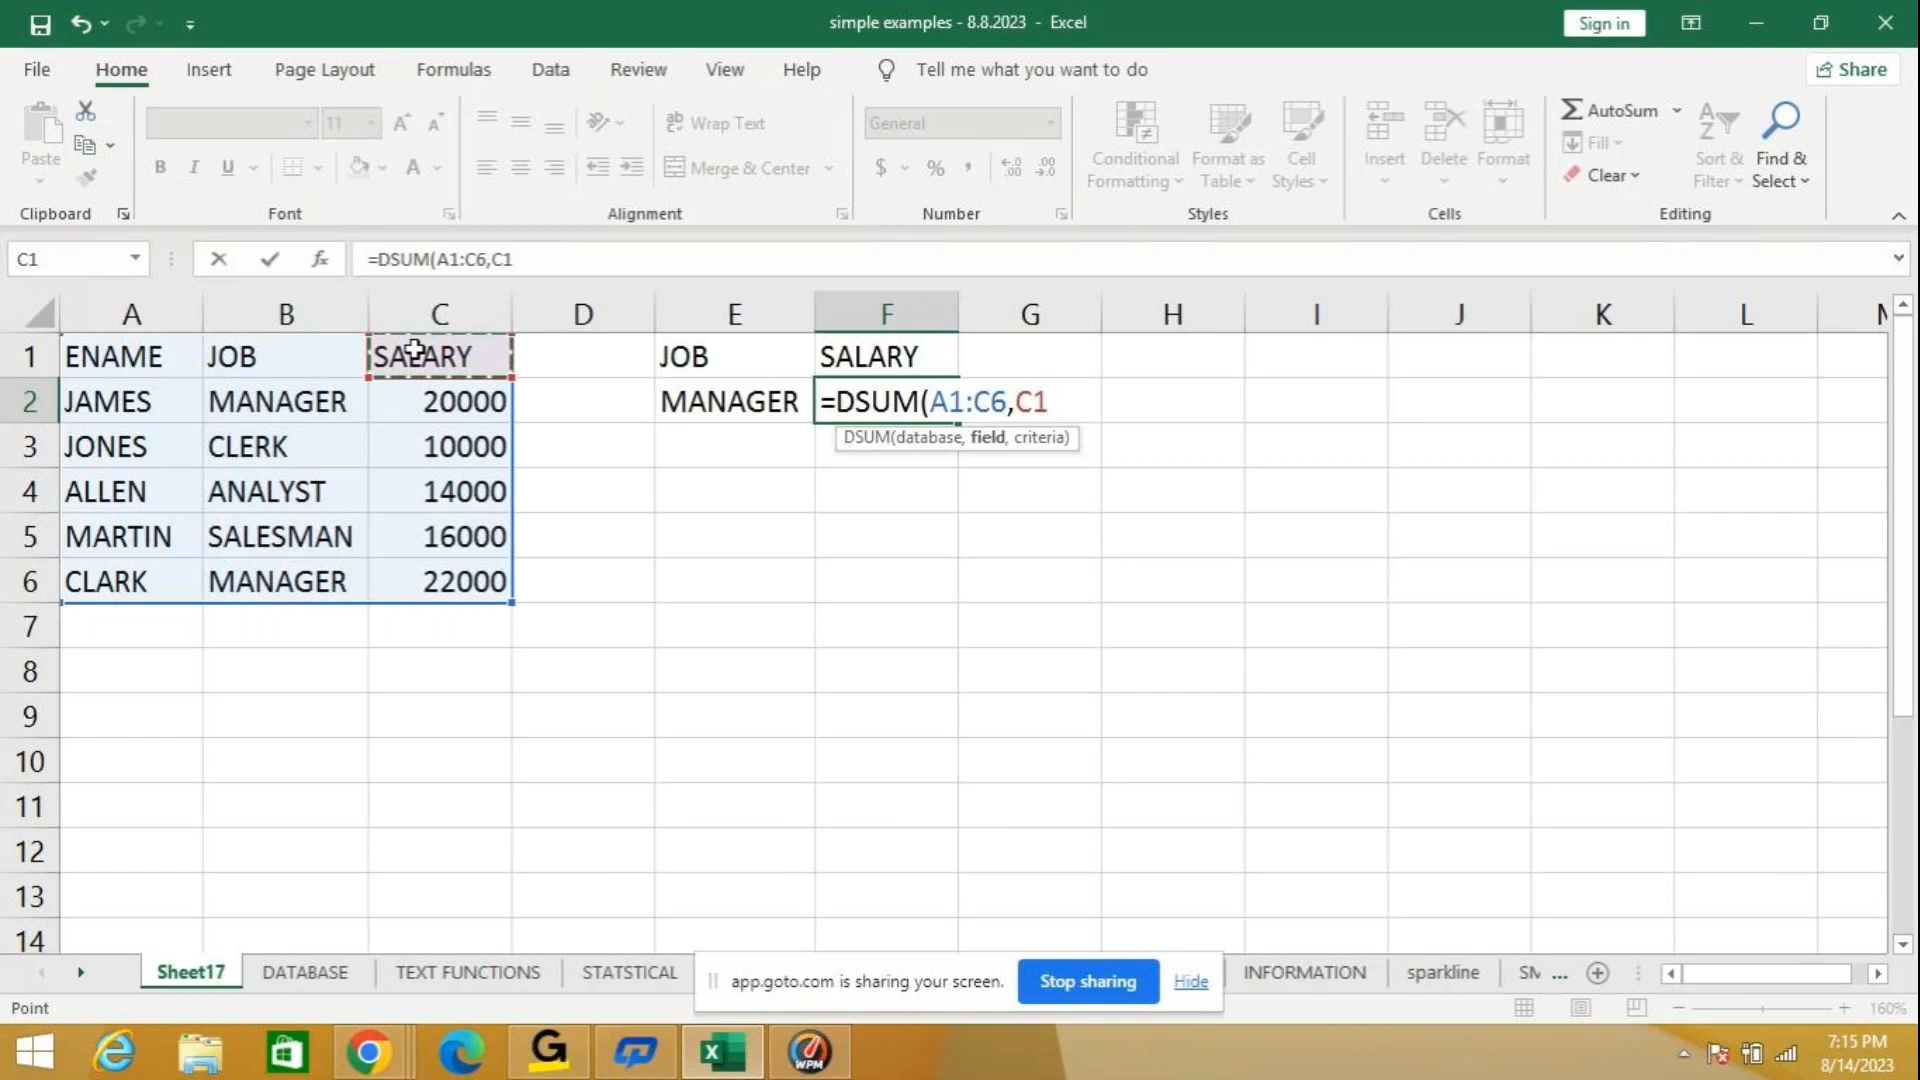 simple examples - 8.8.2023 - Excel
Sign in
File Home Insert Page Layout Formulas Data Review View Help Tell me what you want to do Share
Paste
11
Wrap Text
General
AutoSum
Fill
Clear
B I U A
Merge & Center
$ % ,
Conditional Formatting
Format as Table
Cell Styles
Insert Delete Format
Sort & Filter
Find & Select
Clipboard Font Alignment Number Styles Cells Editing
C1 fx =DSUM(A1:C6,C1
A B C D E F G H I J K L
1 ENAME JOB SALARY JOB SALARY
2 JAMES MANAGER 20000 MANAGER =DSUM(A1:C6,C1
DSUM(database, field, criteria)
3 JONES CLERK 10000
4 ALLEN ANALYST 14000
5 MARTIN SALESMAN 16000
6 CLARK MANAGER 22000
7
8
9
10
11
12
13
14
Sheet17 DATABASE TEXT FUNCTIONS STATSTICAL INFORMATION sparkline SM ...
app.goto.com is sharing your screen. Stop sharing Hide
Point 160%
WPM
7:15 PM
8/14/2023